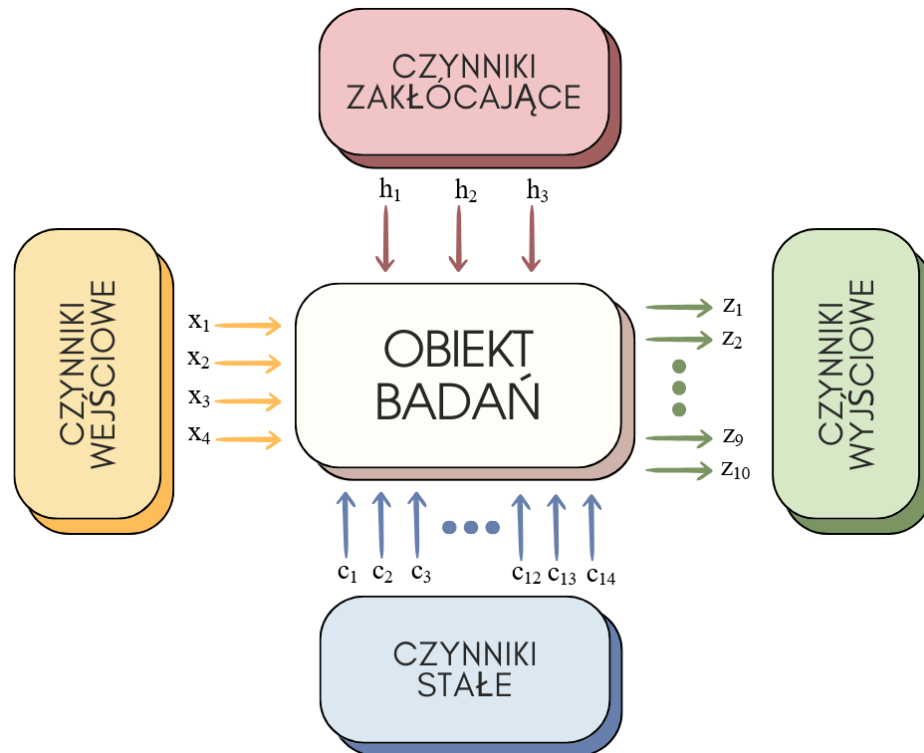 CZYNNIKI
ZAKŁÓCAJĄCE
h₁ h₂ h₃
CZYNNIKI
WEJŚCIOWE
x₁
x₂
x₃
x₄
OBIEKT
BADAŃ
z₁
z₂
z₉
z₁₀
CZYNNIKI
WYJŚCIOWE
c₁ c₂ c₃ c₁₂ c₁₃ c₁₄
CZYNNIKI
STAŁE